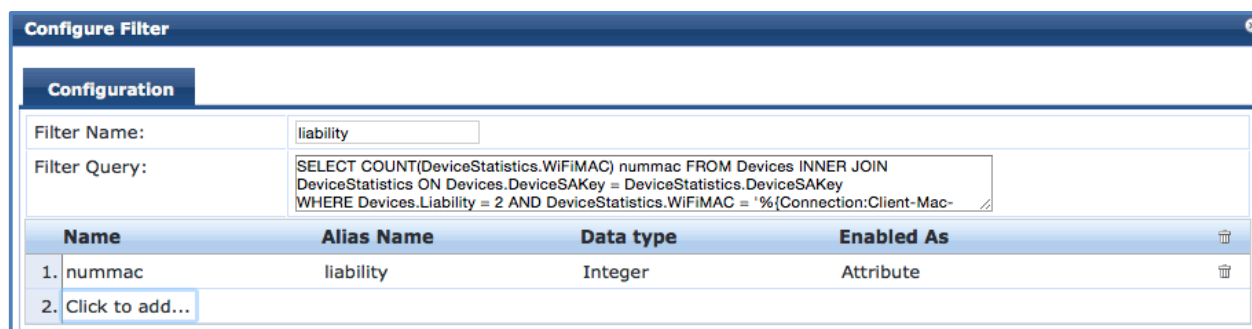 Configure Filter
Configuration
Filter Name: liability
Filter Query: SELECT COUNT(DeviceStatistics.WiFiMAC) nummac FROM Devices INNER JOIN
DeviceStatistics ON Devices.DeviceSAKey = DeviceStatistics.DeviceSAKey
WHERE Devices.Liability = 2 AND DeviceStatistics.WiFiMAC = '%{Connection:Client-Mac-
Name Alias Name Data type Enabled As
1. nummac liability Integer Attribute
2. Click to add...